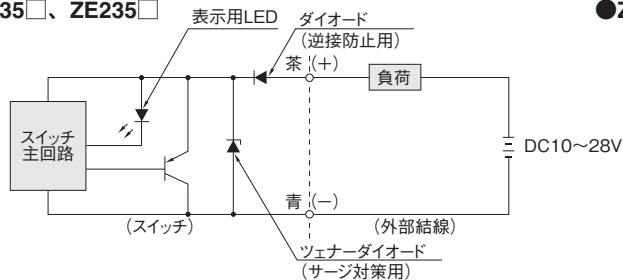 35□、ZE235□
●Z
表示用LED
ダイオード
(逆接防止用)
茶 (+)
負荷
スイッチ
主回路
DC10〜28V
青 (−)
(スイッチ)
(外部結線)
ツェナーダイオード
(サージ対策用)